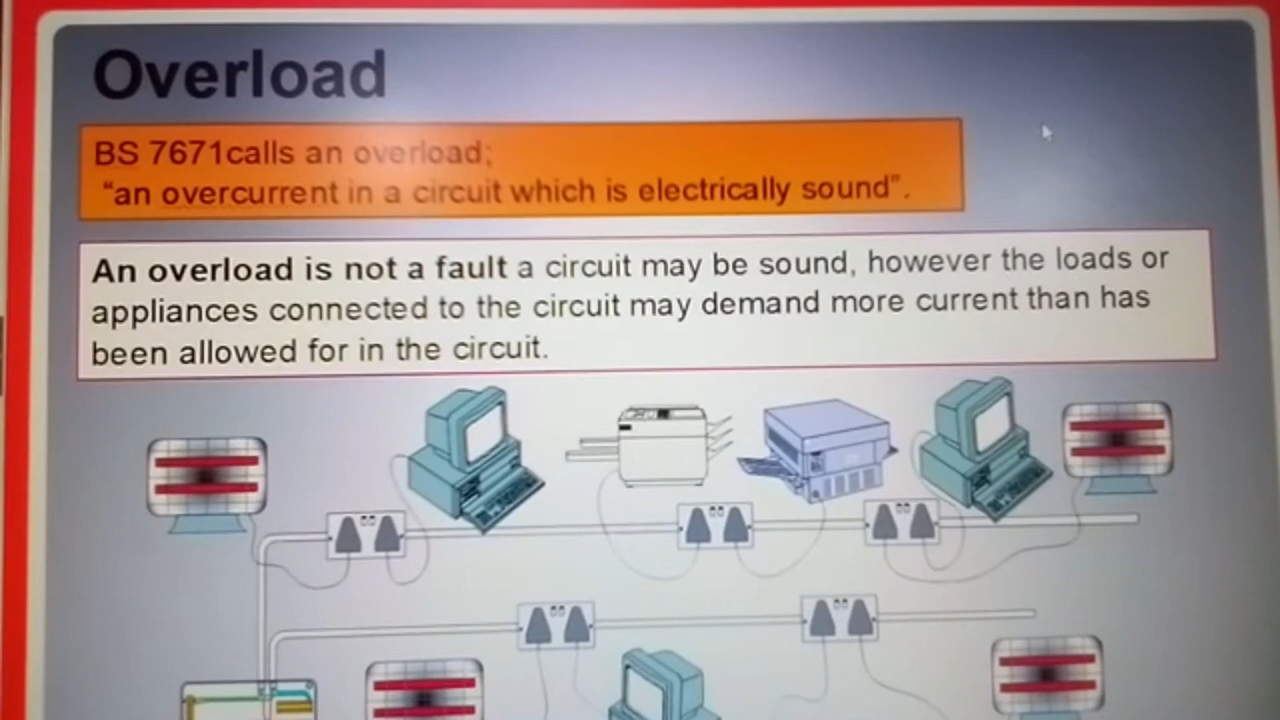 Overload
BS 7671calls an overload;
“an overcurrent in a circuit which is electrically sound”.
An overload is not a fault a circuit may be sound, however the loads or
appliances connected to the circuit may demand more current than has
been allowed for in the circuit.